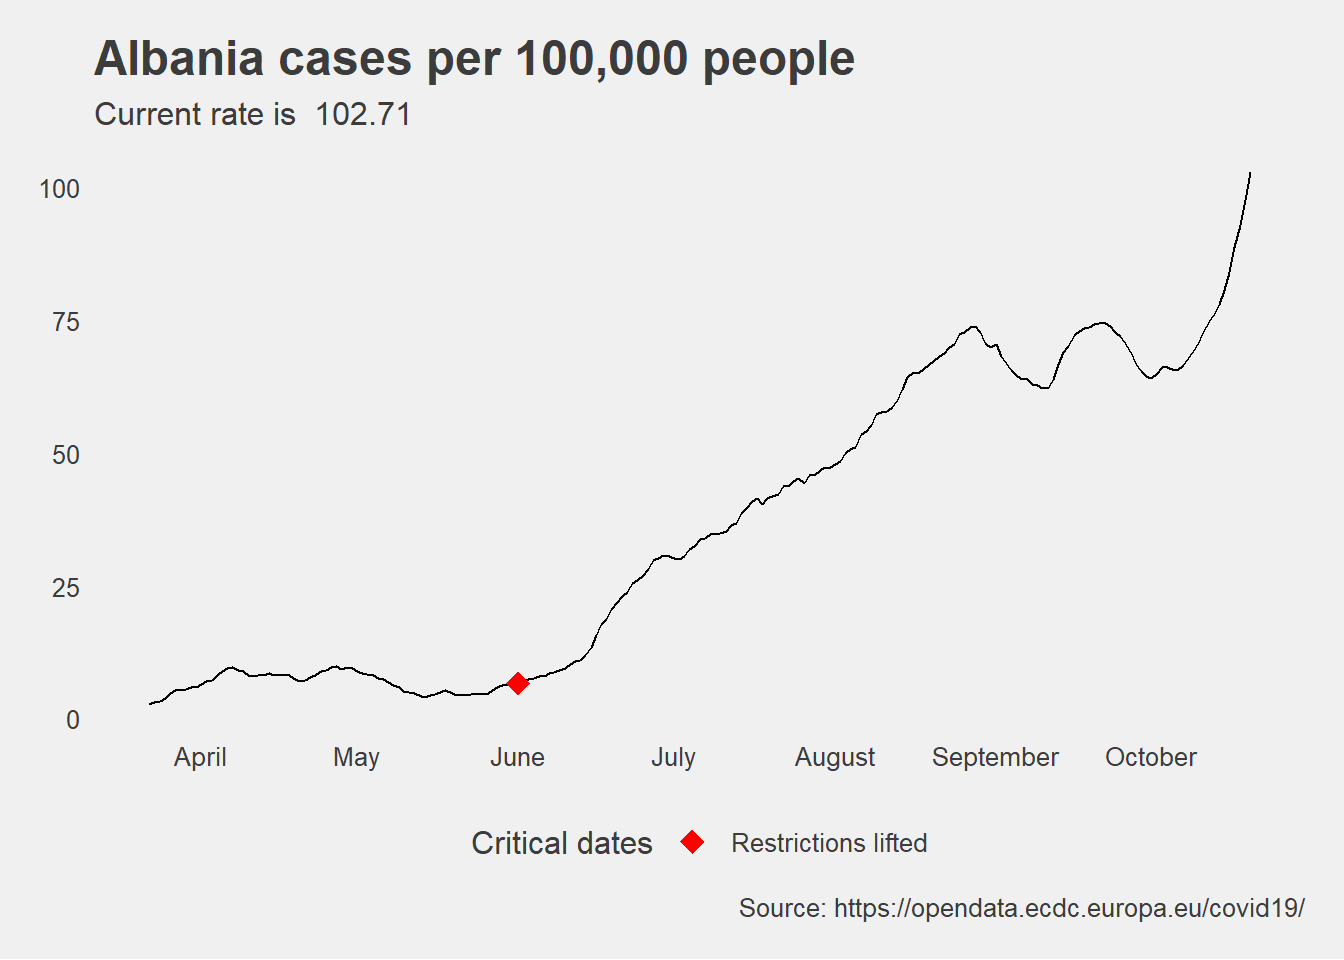 Albania cases per 100,000 people
Current rate is  102.71
100
75
50
25
0
April May June July August September October
Critical dates Restrictions lifted
Source: https://opendata.ecdc.europa.eu/covid19/